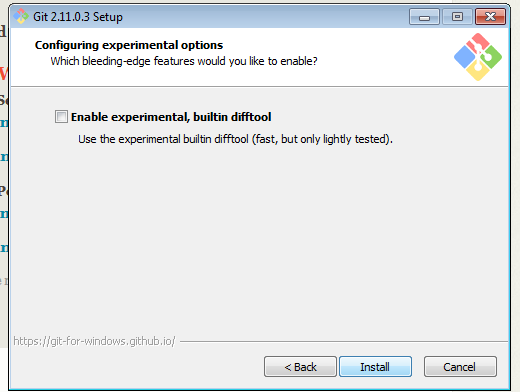 Git 2.11.0.3 Setup
Configuring experimental options
Which bleeding-edge features would you like to enable?
Enable experimental, builtin difftool
Use the experimental builtin difftool (fast, but only lightly tested).
https://git-for-windows.github.io/
< Back
Install
Cancel